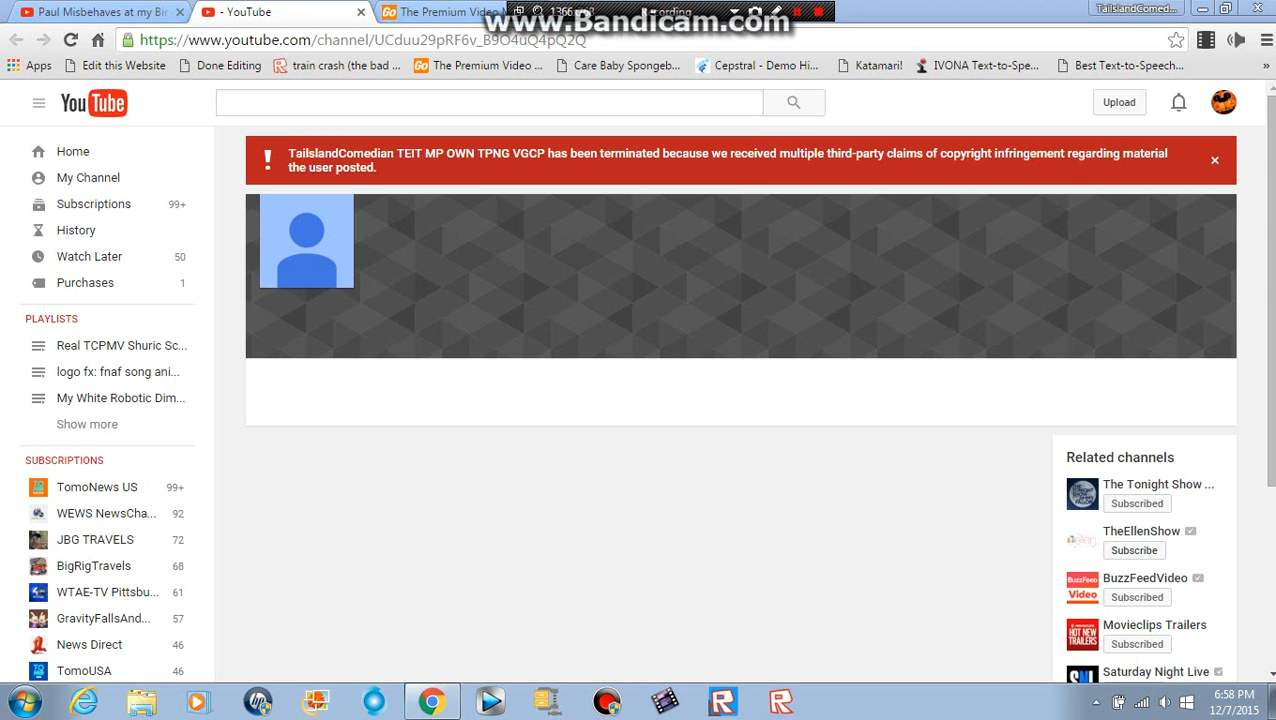 Paul Misbehaves at my Bir
- YouTube
The Premium Video
1366
rding
TailslandComed...
www.Bandicam.com
https://www.youtube.com/channel/UCduu29pRF6v_B9O4uQ4pQ2Q
Apps
Edit this Website
Done Editing
train crash (the bad ...
The Premium Video ...
Care Baby Spongeb...
Cepstral - Demo Hi...
Katamari!
IVONA Text-to-Spe...
Best Text-to-Speech...
»
YouTube
Upload
TailslandComedian TEIT MP OWN TPNG VGCP has been terminated because we received multiple third-party claims of copyright infringement regarding material
the user posted.
Home
My Channel
Subscriptions 99+
History
Watch Later 50
Purchases 1
PLAYLISTS
Real TCPMV Shuric Sc...
logo fx: fnaf song ani...
My White Robotic Dim...
Show more
SUBSCRIPTIONS
TomoNews US 99+
WEWS NewsCha... 92
JBG TRAVELS 72
BigRigTravels 68
WTAE-TV Pittsbu... 61
GravityFallsAnd... 57
News Direct 46
TomoUSA 46
Related channels
The Tonight Show ...
Subscribed
TheEllenShow
Subscribe
BuzzFeedVideo
Subscribed
Movieclips Trailers
Subscribed
Saturday Night Live
6:58 PM
12/7/2015